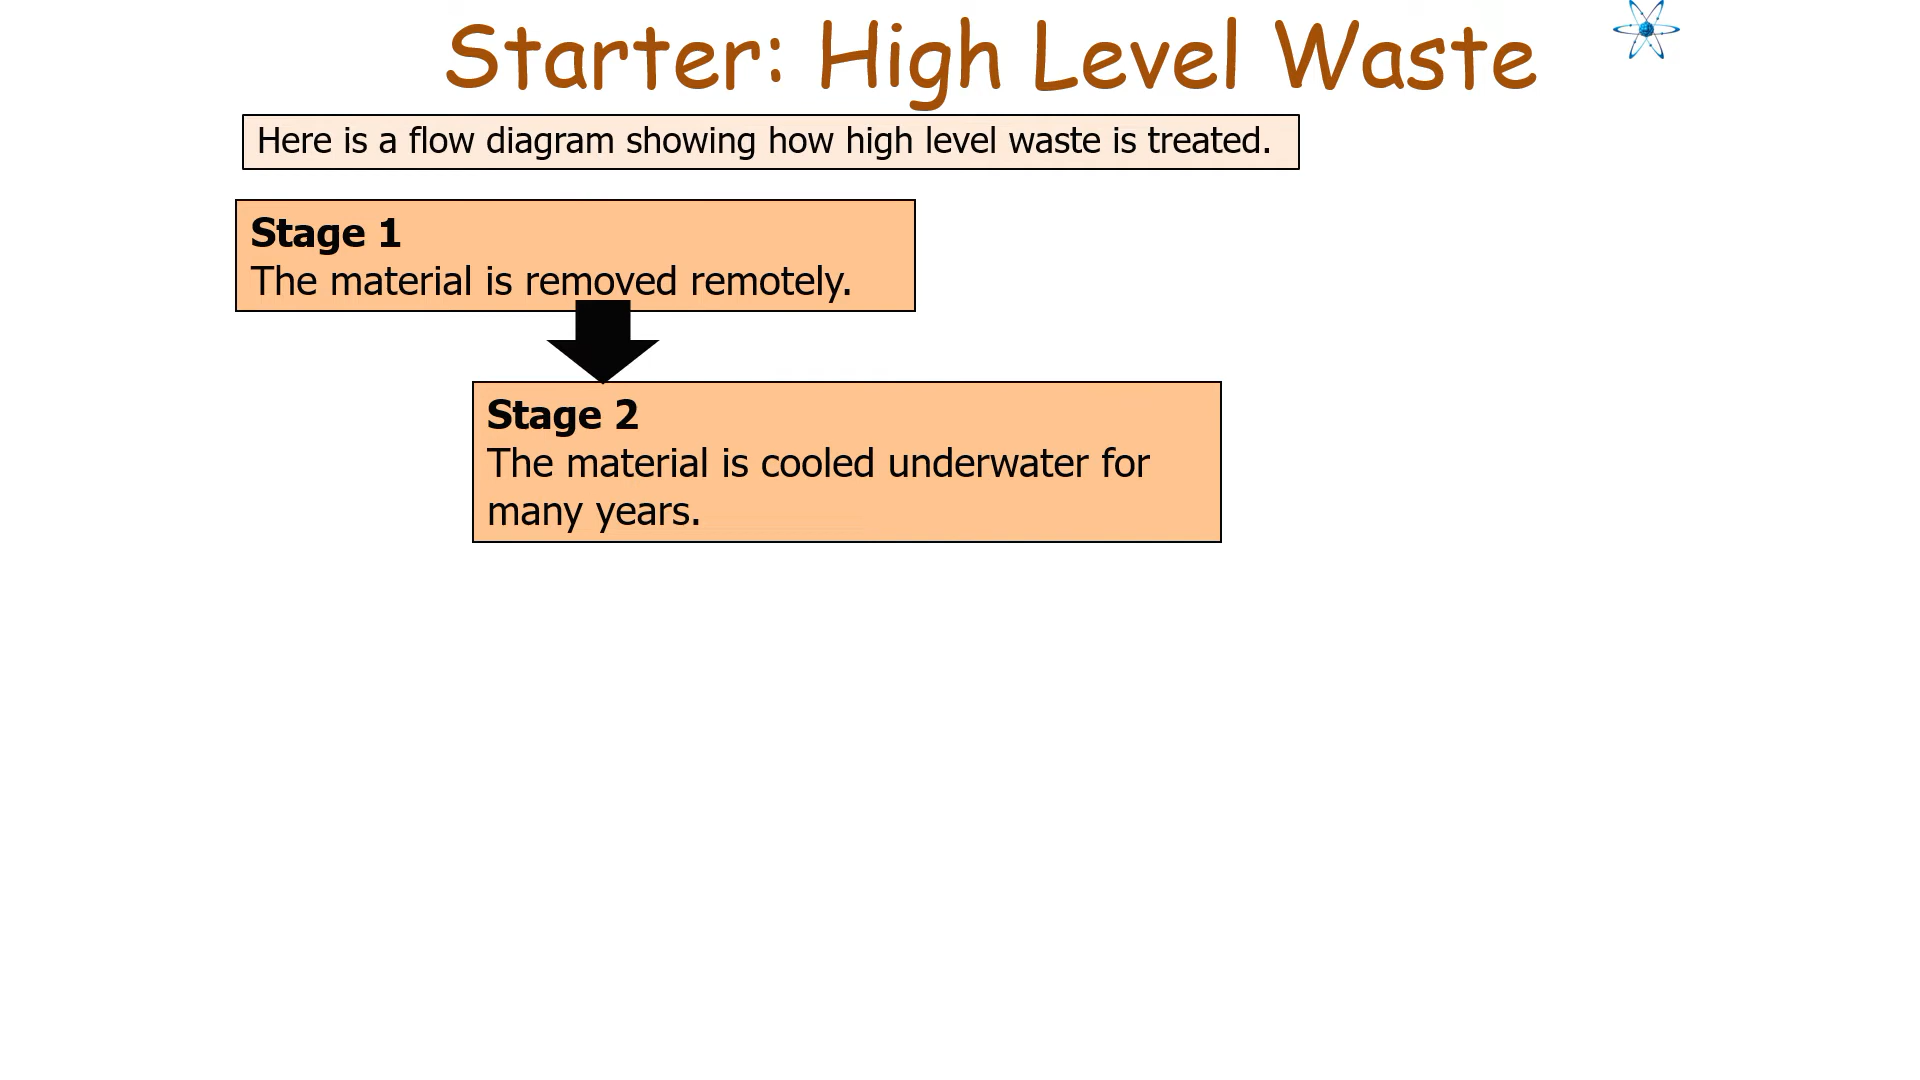 Starter: High Level Waste
Here is a flow diagram showing how high level waste is treated.
Stage 1
The material is removed remotely.
Stage 2
The material is cooled underwater for
many years.